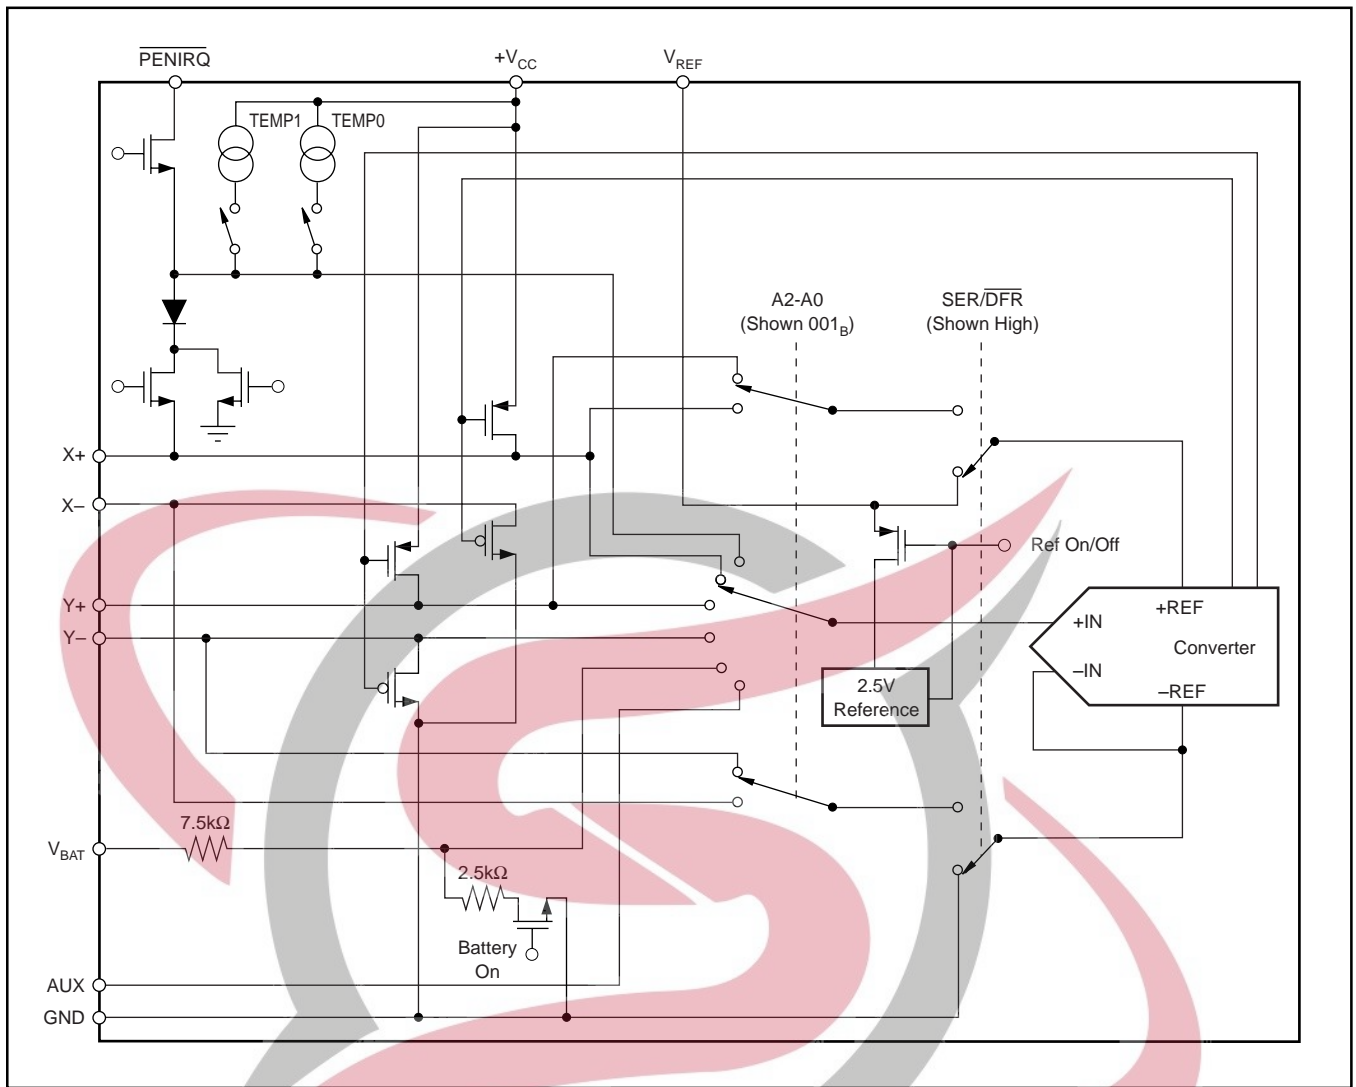 PENIRQ
+VCC
VREF
TEMP1
TEMP0
A2-A0
(Shown 001B)
SER/DFR
(Shown High)
X+
X–
Ref On/Off
Y+
Y–
+REF
+IN
Converter
–IN
–REF
2.5V
Reference
7.5kΩ
VBAT
2.5kΩ
Battery
On
AUX
GND